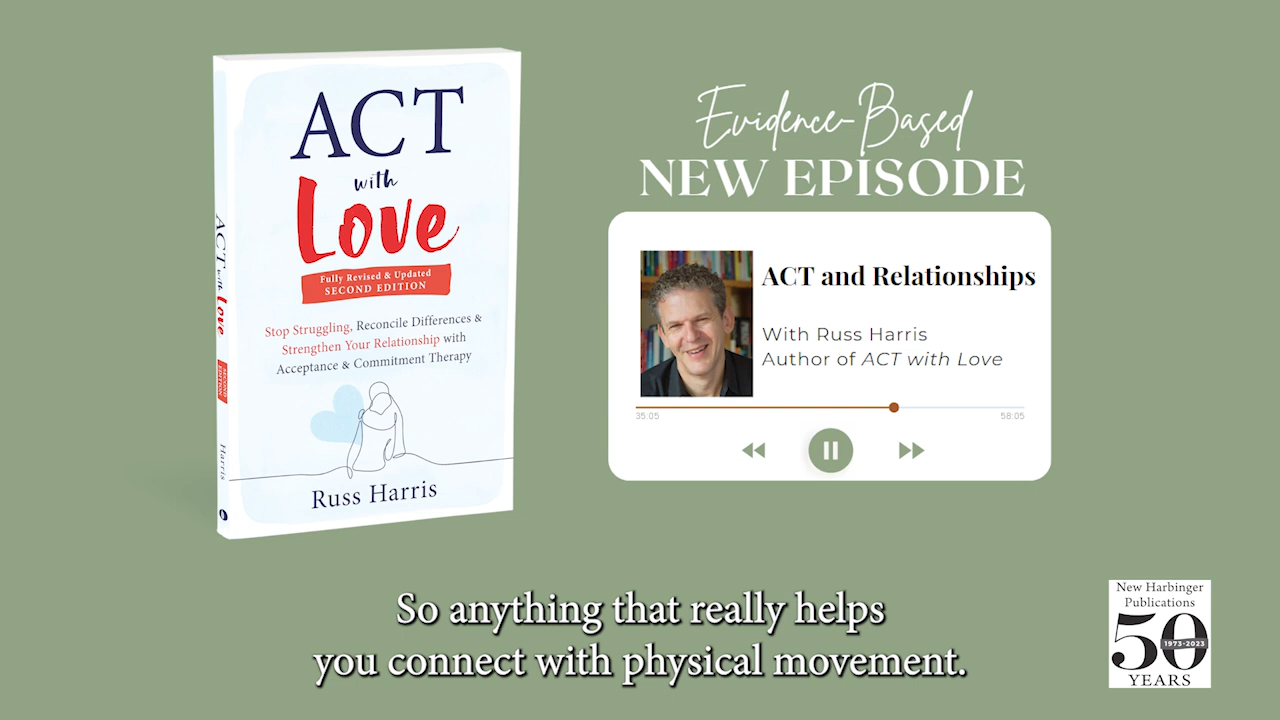 ACT
with
Love
Fully Revised & Updated
SECOND EDITION
Stop Struggling, Reconcile Differences &
Strengthen Your Relationship with
Acceptance & Commitment Therapy
Russ Harris
ACT with Love
SECOND EDITION
Harris
Evidence-Based
NEW EPISODE
ACT and Relationships
With Russ Harris
Author of ACT with Love
35:05
58:05
So anything that really helps
you connect with physical movement.
New Harbinger
Publications
50
1973-2023
YEARS